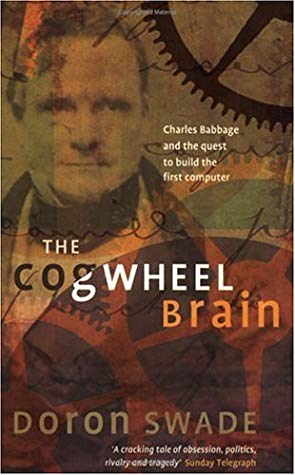 Charles Babbage
and the quest
to build the
first computer
THE
cogWHEEL
BRaIN
DORON SWADE
'A cracking tale of obsession, politics,
rivalry and tragedy' Sunday Telegraph